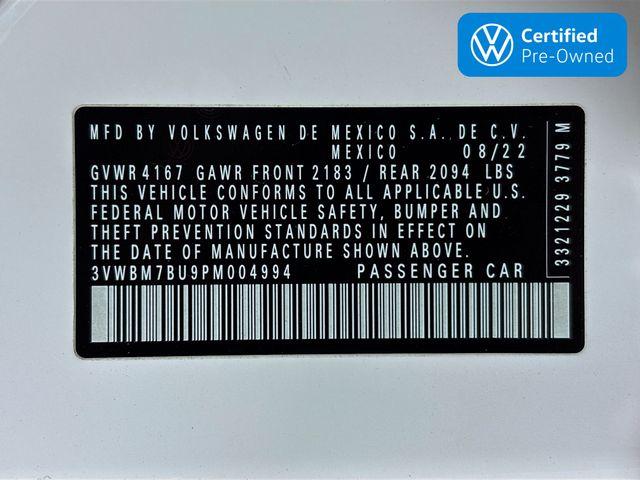 Certified
Pre-Owned
MFD BY VOLKSWAGEN DE MEXICO S.A. DE C.V.
MEXICO 08/22
GVWR 4167 GAWR FRONT 2183 / REAR 2094 LBS
THIS VEHICLE CONFORMS TO ALL APPLICABLE U.S.
FEDERAL MOTOR VEHICLE SAFETY, BUMPER AND
THEFT PREVENTION STANDARDS IN EFFECT ON
THE DATE OF MANUFACTURE SHOWN ABOVE.
3VWBM7BU9PM004994 PASSENGER CAR
3321229 3779 M